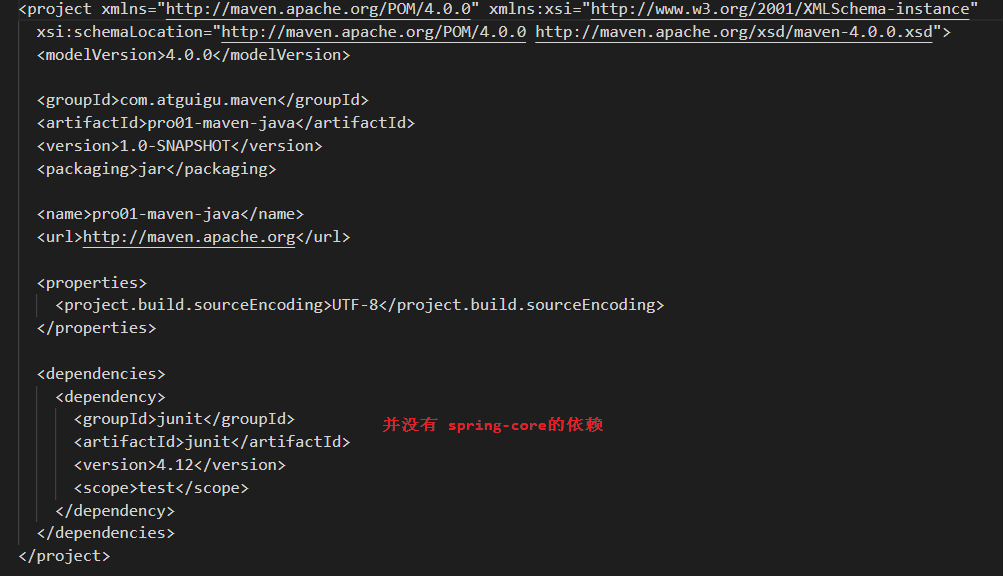 <project xmlns="http://maven.apache.org/POM/4.0.0" xmlns:xsi="http://www.w3.org/2001/XMLSchema-instance"
xsi:schemaLocation="http://maven.apache.org/POM/4.0.0 http://maven.apache.org/xsd/maven-4.0.0.xsd">
<modelVersion>4.0.0</modelVersion>
<groupId>com.atguigu.maven</groupId>
<artifactId>pro01-maven-java</artifactId>
<version>1.0-SNAPSHOT</version>
<packaging>jar</packaging>
<name>pro01-maven-java</name>
<url>http://maven.apache.org</url>
<properties>
<project.build.sourceEncoding>UTF-8</project.build.sourceEncoding>
</properties>
<dependencies>
<dependency>
<groupId>junit</groupId>
并没有 spring-core的依赖
<artifactId>junit</artifactId>
<version>4.12</version>
<scope>test</scope>
</dependency>
</dependencies>
</project>